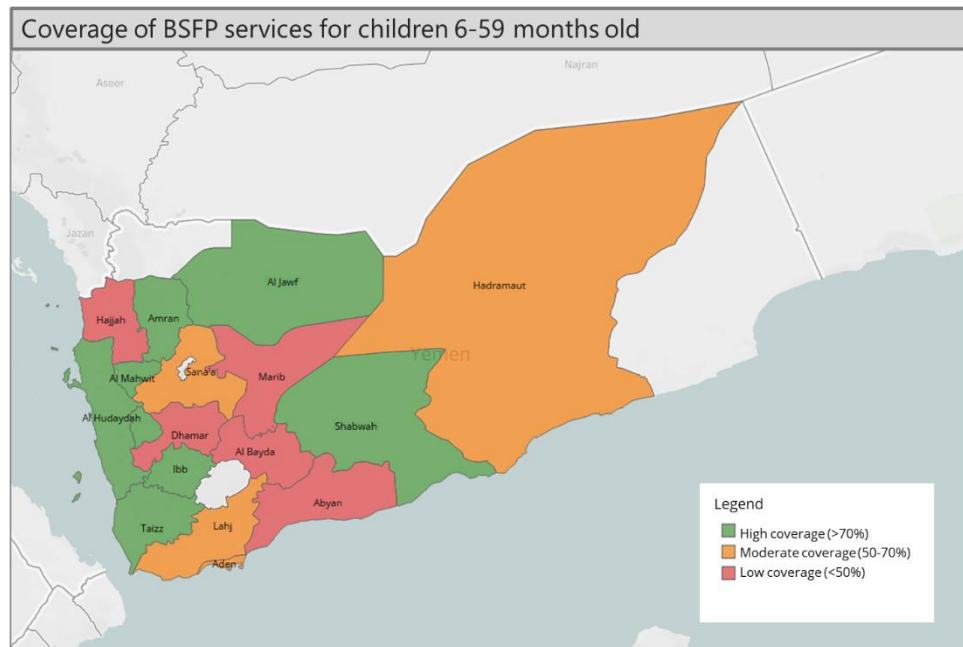 Coverage of BSFP services for children 6-59 months old
Najran
Aseer
Jazan
Al Jawf
Hadramaut
Hajjah
Amran
Yemen
Al Mahwit
Sana'a
Marib
Al Hudaydah
Shabwah
Dhamar
Al Bayda
Ibb
Abyan
Taizz
Lahj
Aden
Legend
High coverage (>70%)
Moderate coverage (50-70%)
Low coverage (<50%)